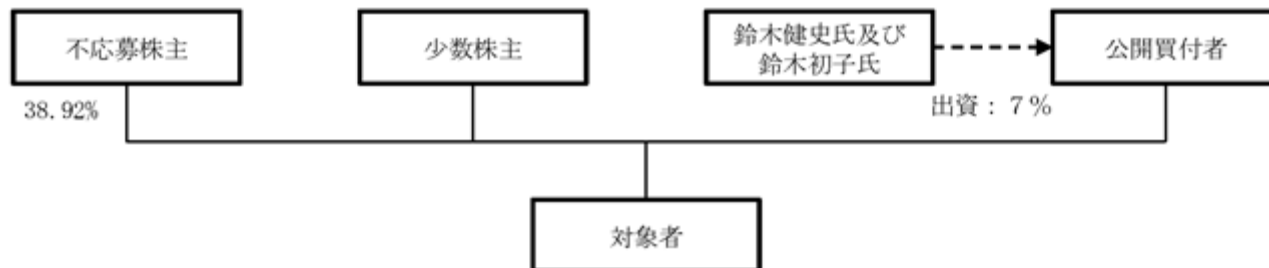 不応募株主
少数株主
鈴木健史氏及び
鈴木初子氏
公開買付者
38.92%
出資：７％
対象者